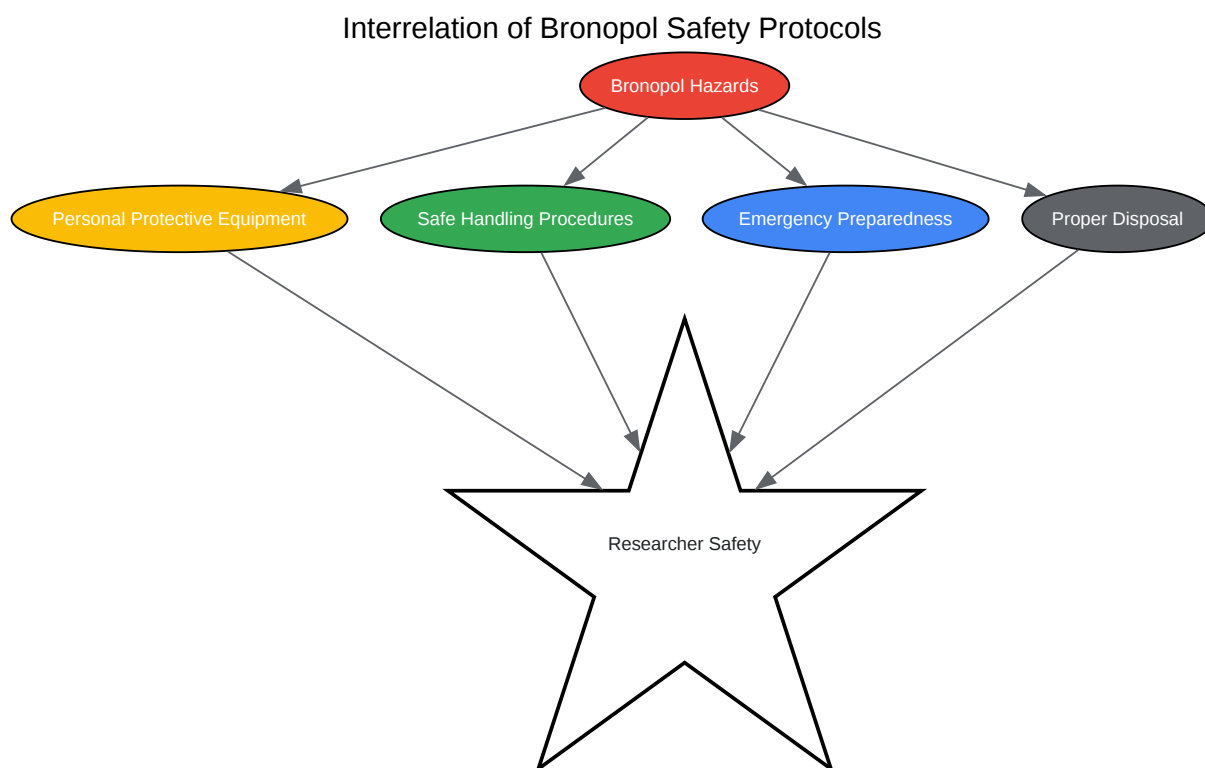 Interrelation of Bronopol Safety Protocols
Bronopol Hazards
Personal Protective Equipment
Safe Handling Procedures
Emergency Preparedness
Proper Disposal
Researcher Safety